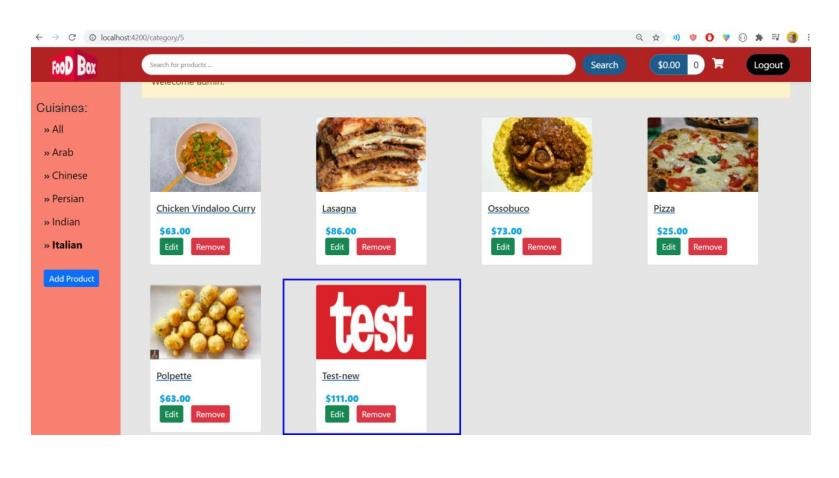 localhost:4200/category/5
FooD Box
Search for products ...
Search
$0.00 0
Logout
Welecome admin.
Cuisines:
» All
» Arab
» Chinese
» Persian
» Indian
» Italian
Add Product
Chicken Vindaloo Curry
$63.00
Edit Remove
Lasagna
$86.00
Edit Remove
Ossobuco
$73.00
Edit Remove
Pizza
$25.00
Edit Remove
Polpette
$63.00
Edit Remove
test
Test-new
$111.00
Edit Remove